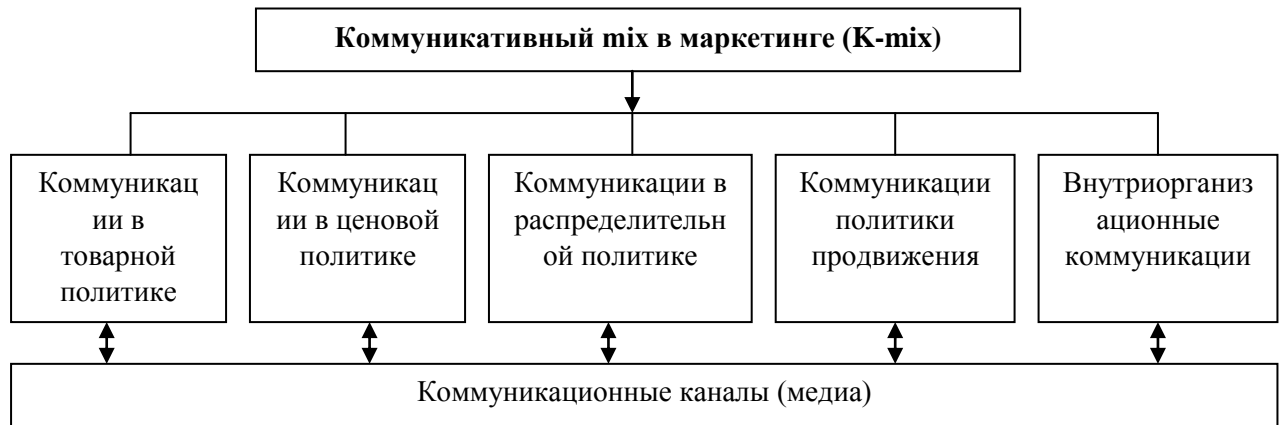 Коммуникативный mix в маркетинге (K-mix)
Коммуникац
ии в
товарной
политике
Коммуникац
ии в ценовой
политике
Коммуникации в
распределительн
ой политике
Коммуникации
политики
продвижения
Внутриорганиз
ационные
коммуникации
Коммуникационные каналы (медиа)